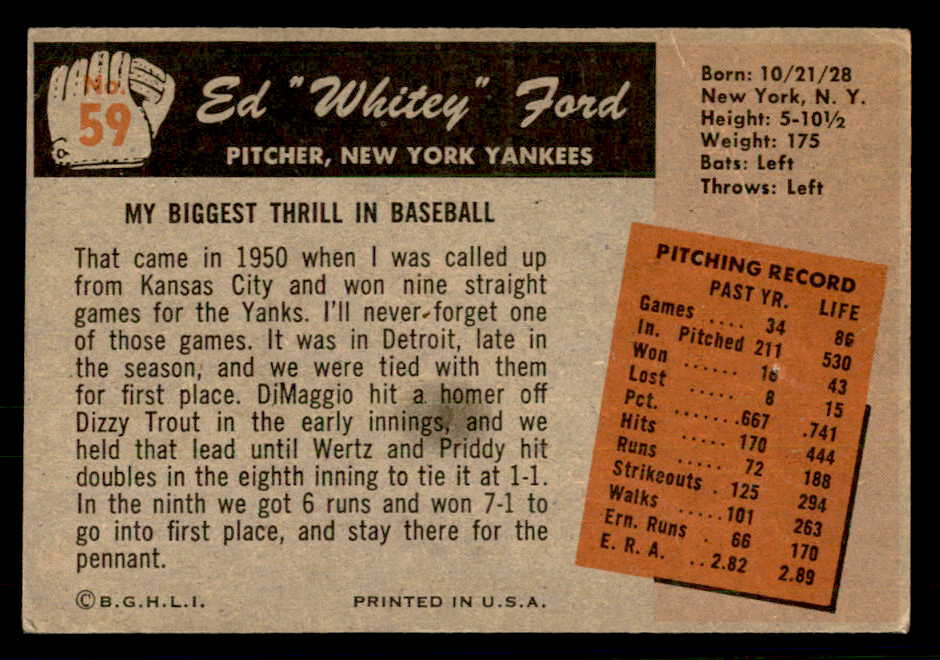 No.
59
Ed "Whitey" Ford
PITCHER, NEW YORK YANKEES
Born: 10/21/28
New York, N. Y.
Height: 5-10½
Weight: 175
Bats: Left
Throws: Left
MY BIGGEST THRILL IN BASEBALL
That came in 1950 when I was called up
from Kansas City and won nine straight
games for the Yanks. I'll never forget one
of those games. It was in Detroit, late in
the season, and we were tied with them
for first place. DiMaggio hit a homer off
Dizzy Trout in the early innings, and we
held that lead until Wertz and Priddy hit
doubles in the eighth inning to tie it at 1-1.
In the ninth we got 6 runs and won 7-1 to
go into first place, and stay there for the
pennant.
PITCHING RECORD
PAST YR. LIFE
Games .... 34 86
In. Pitched 211 530
Won ...... 16 43
Lost ...... 8 15
Pct. .......667 .741
Hits ..... 170 444
Runs ..... 72 188
Strikeouts . 125 294
Walks .....101 263
Ern. Runs . 66 170
E. R. A. ..2.82 2.89
©B.G.H.L.I. PRINTED IN U.S.A.